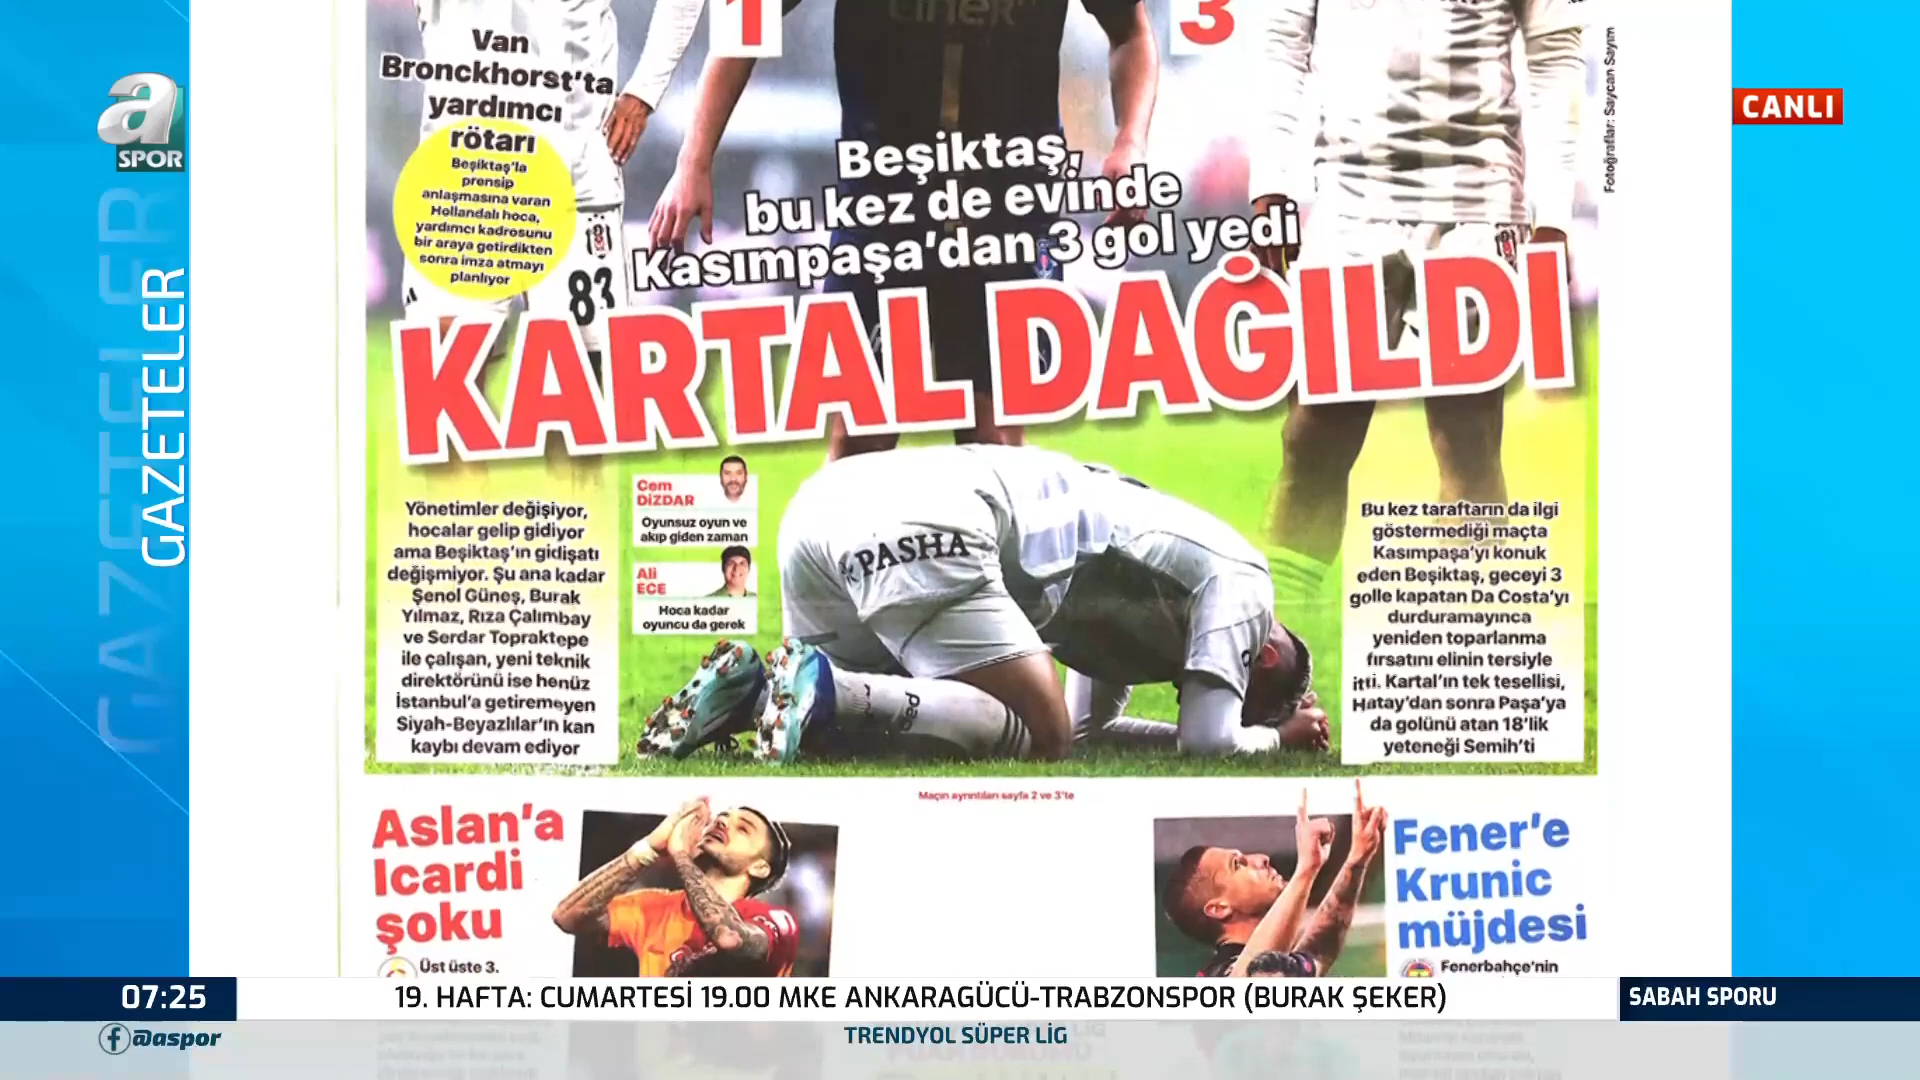 a
SPOR
GAZETELER
GAZETELER
CANLI
1
3
Van
Bronckhorst'ta
yardımcı
rötarı
Beşiktaş'la
prensip
anlaşmasına varan
Hollandalı hoca,
yardımcı kadrosunu
bir araya getirdikten
sonra imza atmayı
planlıyor
83
Fotoğraflar: Saycan Sayım
Beşiktaş,
bu kez de evinde
Kasımpaşa'dan 3 gol yedi
KARTAL DAĞILDI
Yönetimler değişiyor,
hocalar gelip gidiyor
ama Beşiktaş'ın gidişatı
değişmiyor. Şu ana kadar
Şenol Güneş, Burak
Yılmaz, Rıza Çalımbay
ve Serdar Topraktepe
ile çalışan, yeni teknik
direktörünü ise henüz
İstanbul'a getiremeyen
Siyah-Beyazlılar'ın kan
kaybı devam ediyor
Cem
DİZDAR
Oyunsuz oyun ve
akıp giden zaman
Ali
ECE
Hoca kadar
oyuncu da gerek
PASHA
Bu kez taraftarın da ilgi
göstermediği maçta
Kasımpaşa'yı konuk
eden Beşiktaş, geceyi 3
golle kapatan Da Costa'yı
durduramayınca
yeniden toparlanma
fırsatını elinin tersiyle
itti. Kartal'ın tek tesellisi,
Hatay'dan sonra Paşa'ya
da golünü atan 18'lik
yeteneği Semih'ti
Maçın ayrıntıları sayfa 2 ve 3'te
Aslan'a
Icardi
şoku
Üst üste 3.
Fener'e
Krunic
müjdesi
Fenerbahçe'nin
07:25
19. HAFTA: CUMARTESİ 19.00 MKE ANKARAGÜCÜ-TRABZONSPOR (BURAK ŞEKER)
SABAH SPORU
@aspor
TRENDYOL SÜPER LİG